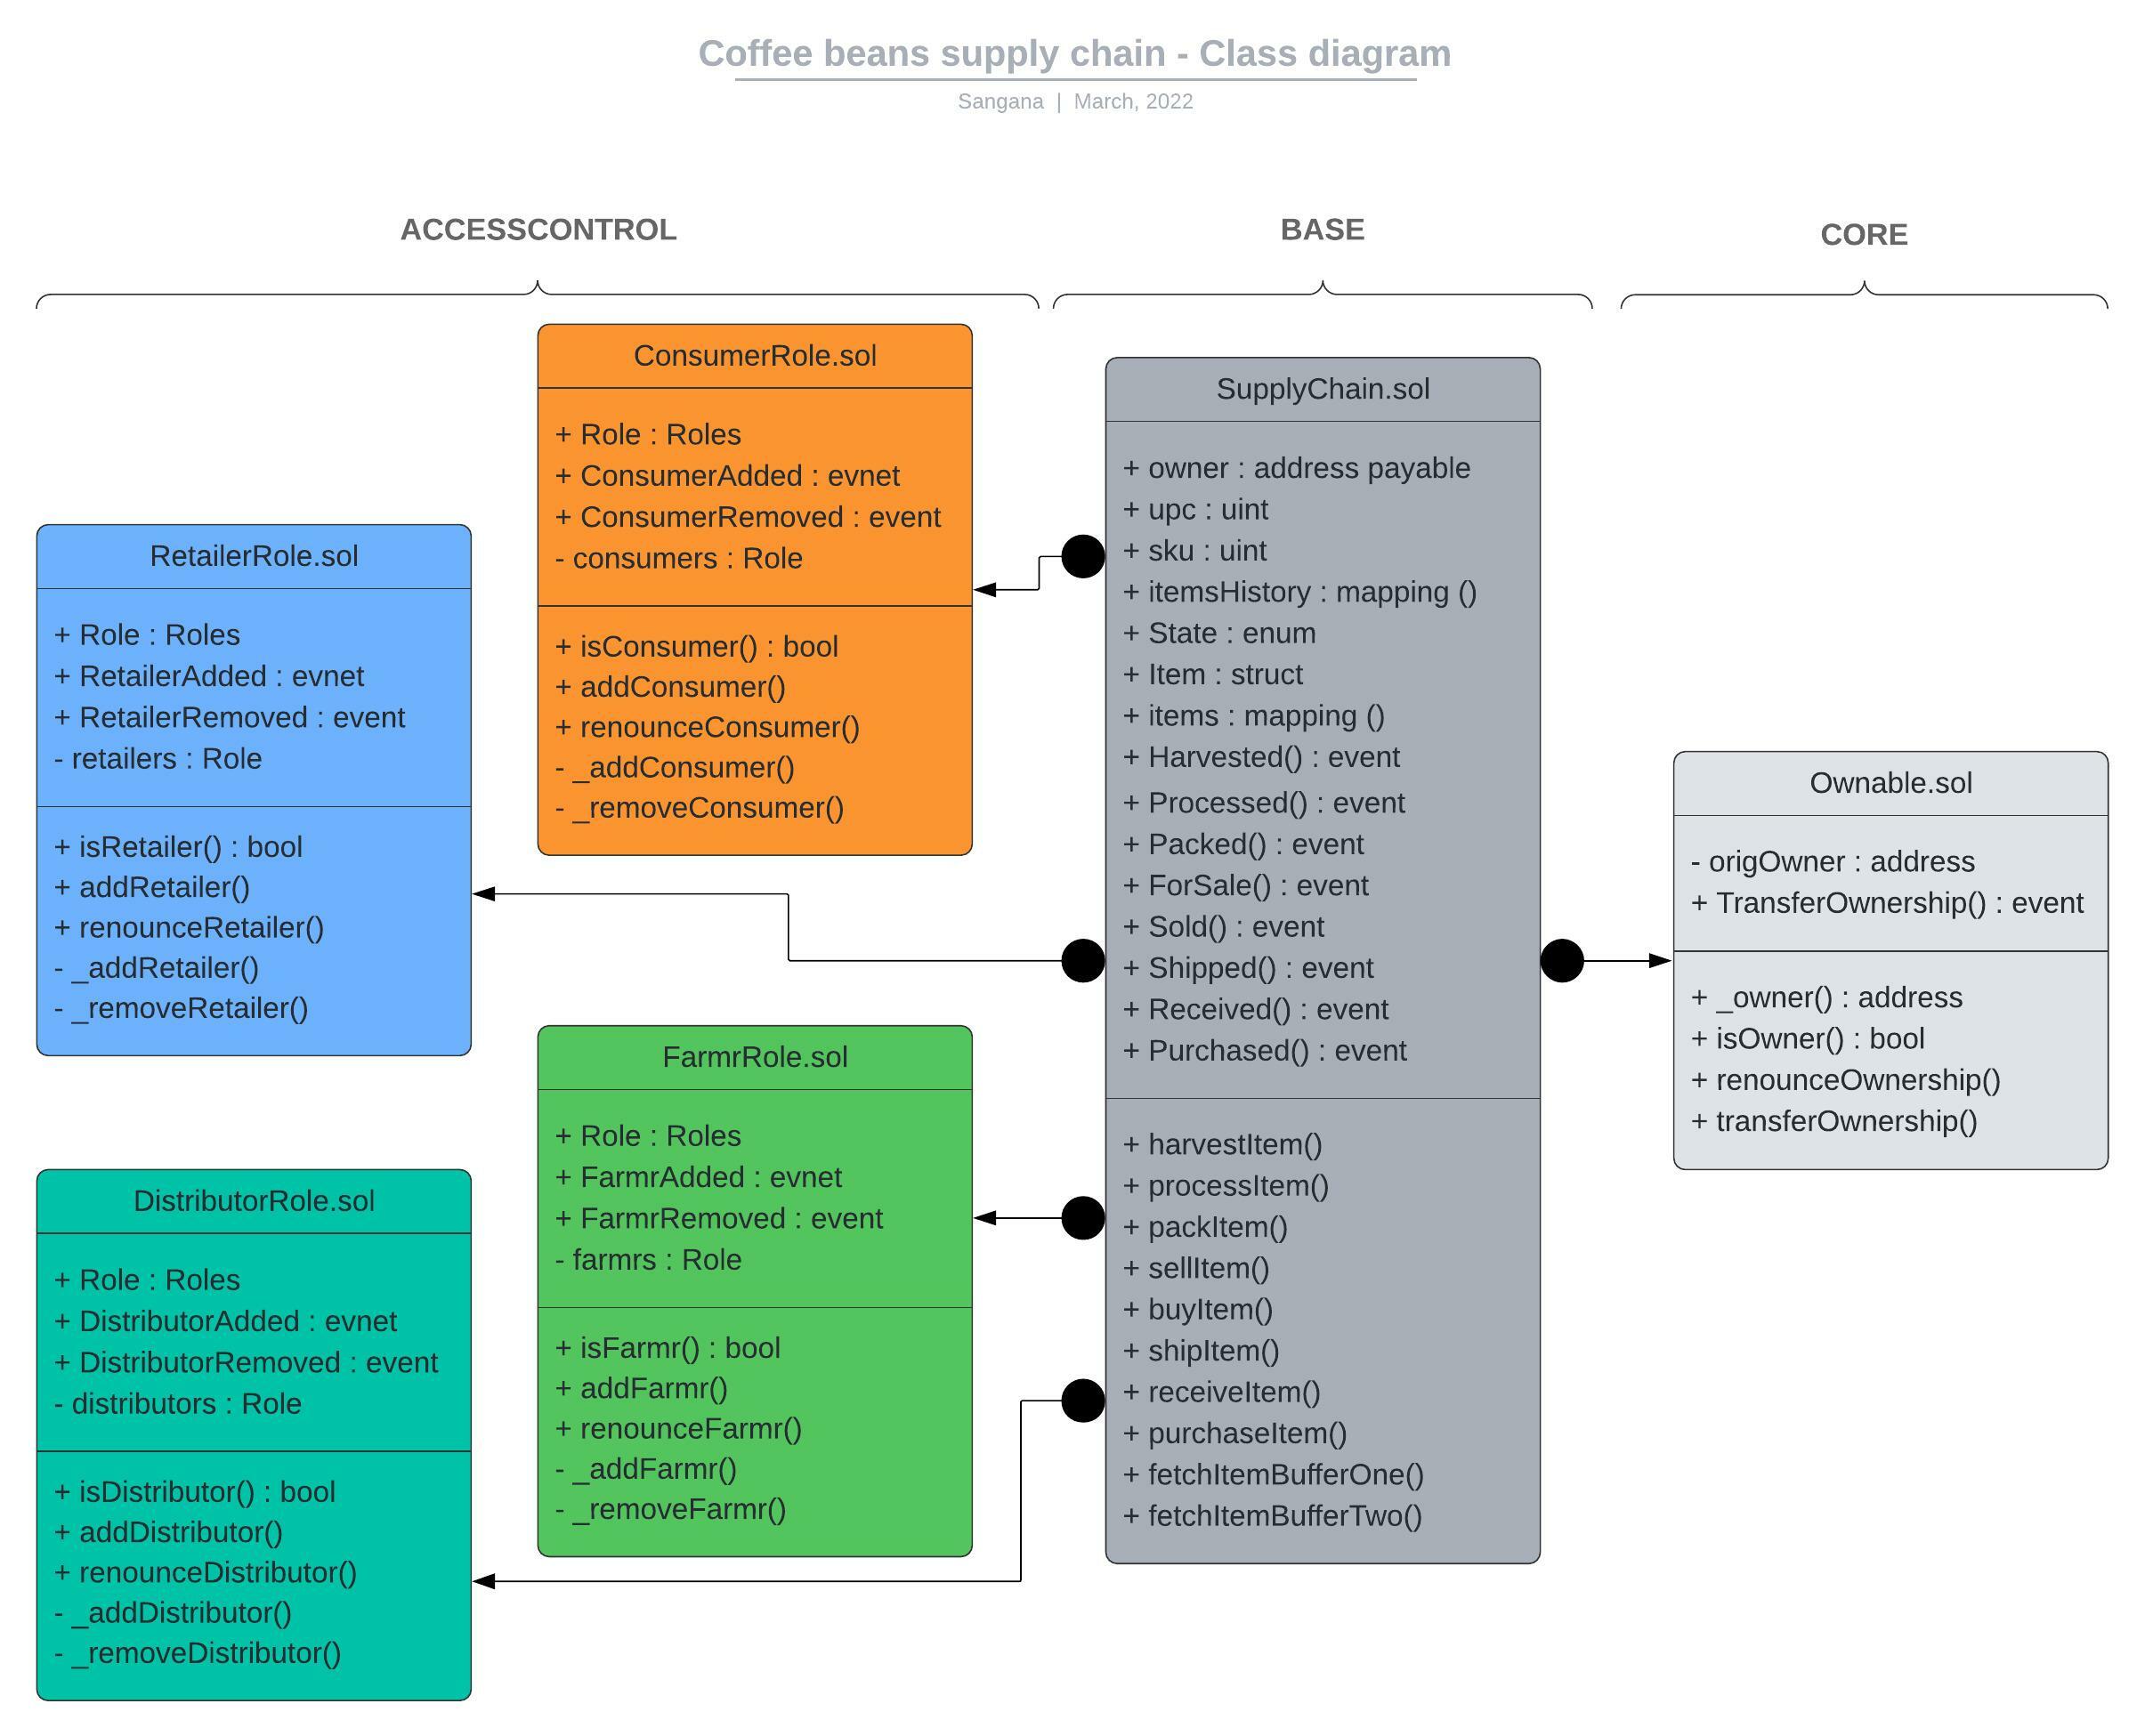 Coffee beans supply chain - Class diagram
Sangana | March, 2022
ACCESSCONTROL
BASE
CORE
ConsumerRole.sol
+ Role : Roles
+ ConsumerAdded : evnet
+ ConsumerRemoved : event
- consumers : Role
+ isConsumer() : bool
+ addConsumer()
+ renounceConsumer()
- _addConsumer()
- _removeConsumer()
RetailerRole.sol
+ Role : Roles
+ RetailerAdded : evnet
+ RetailerRemoved : event
- retailers : Role
+ isRetailer() : bool
+ addRetailer()
+ renounceRetailer()
- _addRetailer()
- _removeRetailer()
FarmrRole.sol
+ Role : Roles
+ FarmrAdded : evnet
+ FarmrRemoved : event
- farmrs : Role
+ isFarmr() : bool
+ addFarmr()
+ renounceFarmr()
- _addFarmr()
- _removeFarmr()
DistributorRole.sol
+ Role : Roles
+ DistributorAdded : evnet
+ DistributorRemoved : event
- distributors : Role
+ isDistributor() : bool
+ addDistributor()
+ renounceDistributor()
- _addDistributor()
- _removeDistributor()
SupplyChain.sol
+ owner : address payable
+ upc : uint
+ sku : uint
+ itemsHistory : mapping ()
+ State : enum
+ Item : struct
+ items : mapping ()
+ Harvested() : event
+ Processed() : event
+ Packed() : event
+ ForSale() : event
+ Sold() : event
+ Shipped() : event
+ Received() : event
+ Purchased() : event
+ harvestItem()
+ processItem()
+ packItem()
+ sellItem()
+ buyItem()
+ shipItem()
+ receiveItem()
+ purchaseItem()
+ fetchItemBufferOne()
+ fetchItemBufferTwo()
Ownable.sol
- origOwner : address
+ TransferOwnership() : event
+ _owner() : address
+ isOwner() : bool
+ renounceOwnership()
+ transferOwnership()